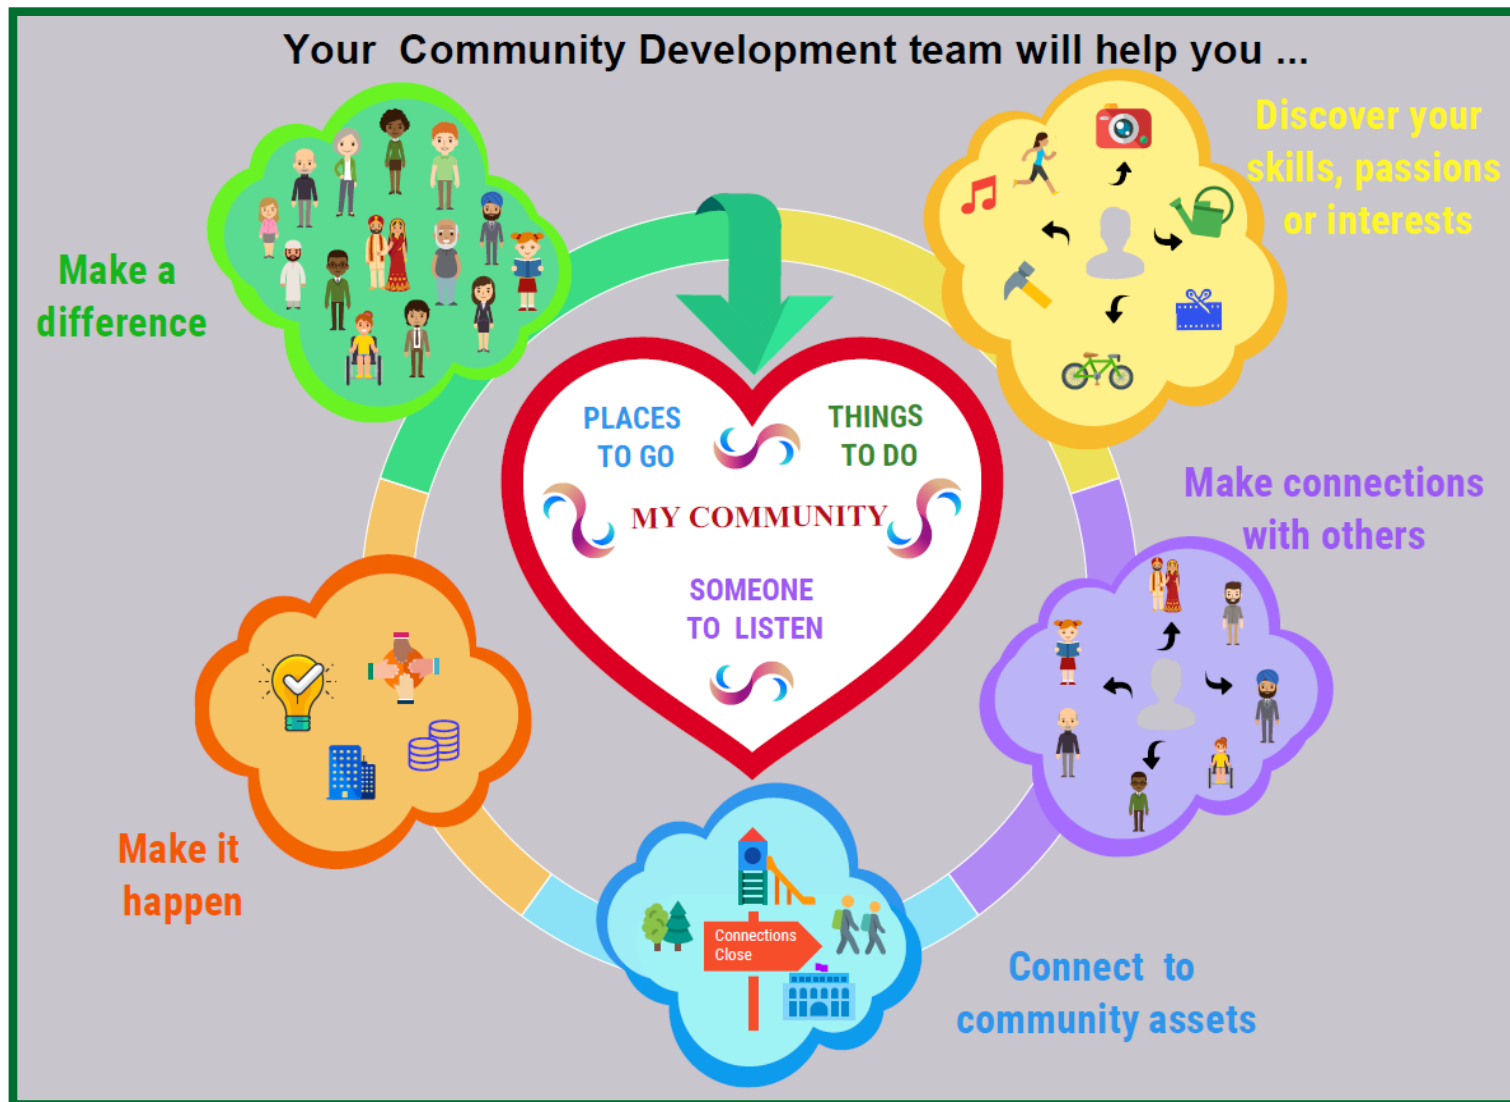 Your Community Development team will help you ...
Discover your
skills, passions
or interests
Make a
difference
PLACES
TO GO
THINGS
TO DO
MY COMMUNITY
SOMEONE
TO LISTEN
Make connections
with others
Make it
happen
Connections
Close
Connect to
community assets